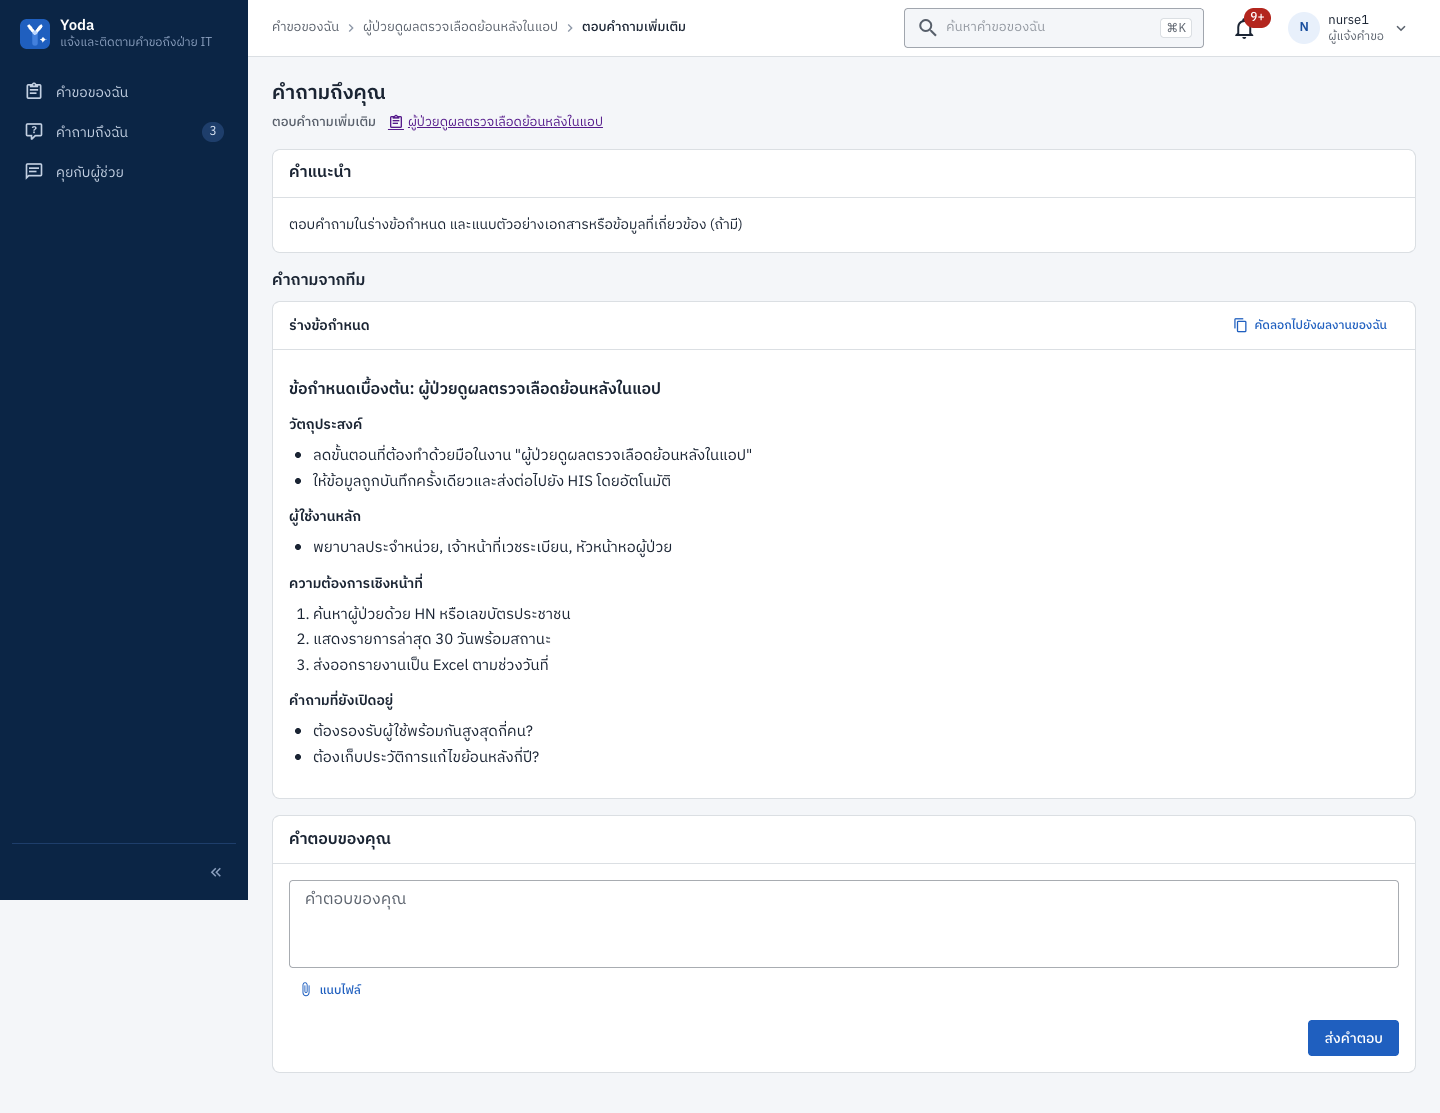 Yoda
แจ้งและติดตามคำขอถึงฝ่าย IT
คำขอของฉัน
คำถามถึงฉัน
3
คุยกับผู้ช่วย
คำขอของฉัน
ผู้ป่วยดูผลตรวจเลือดย้อนหลังในแอป
ตอบคำถามเพิ่มเติม
ค้นหาคำขอของฉัน
⌘K
9+
N
nurse1
ผู้แจ้งคำขอ
คำถามถึงคุณ
ตอบคำถามเพิ่มเติม
ผู้ป่วยดูผลตรวจเลือดย้อนหลังในแอป
คำแนะนำ
ตอบคำถามในร่างข้อกำหนด และแนบตัวอย่างเอกสารหรือข้อมูลที่เกี่ยวข้อง (ถ้ามี)
คำถามจากทีม
ร่างข้อกำหนด
คัดลอกไปยังผลงานของฉัน
ข้อกำหนดเบื้องต้น: ผู้ป่วยดูผลตรวจเลือดย้อนหลังในแอป
วัตถุประสงค์
ลดขั้นตอนที่ต้องทำด้วยมือในงาน "ผู้ป่วยดูผลตรวจเลือดย้อนหลังในแอป"
ให้ข้อมูลถูกบันทึกครั้งเดียวและส่งต่อไปยัง HIS โดยอัตโนมัติ
ผู้ใช้งานหลัก
พยาบาลประจำหน่วย, เจ้าหน้าที่เวชระเบียน, หัวหน้าหอผู้ป่วย
ความต้องการเชิงหน้าที่
1. ค้นหาผู้ป่วยด้วย HN หรือเลขบัตรประชาชน
2. แสดงรายการล่าสุด 30 วันพร้อมสถานะ
3. ส่งออกรายงานเป็น Excel ตามช่วงวันที่
คำถามที่ยังเปิดอยู่
ต้องรองรับผู้ใช้พร้อมกันสูงสุดกี่คน?
ต้องเก็บประวัติการแก้ไขย้อนหลังกี่ปี?
คำตอบของคุณ
คำตอบของคุณ
แนบไฟล์
ส่งคำตอบ